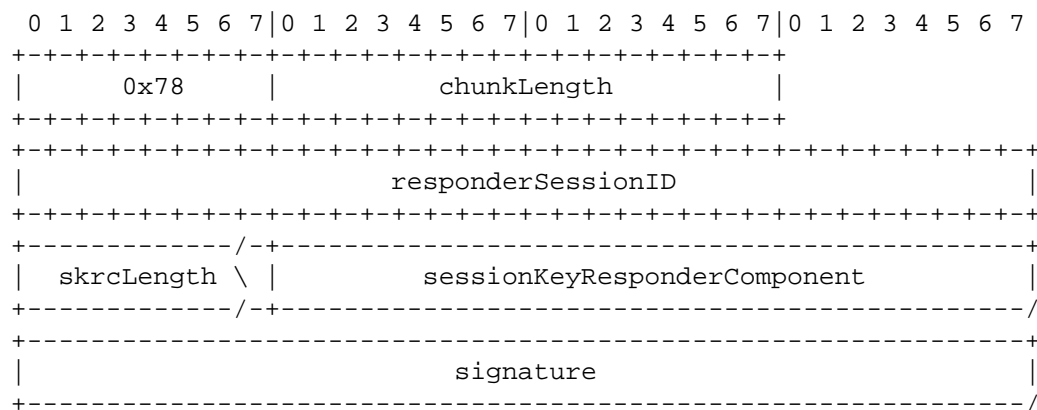 0 1 2 3 4 5 6 7|0 1 2 3 4 5 6 7|0 1 2 3 4 5 6 7|0 1 2 3 4 5 6 7
+-+-+-+-+-+-+-+-+-+-+-+-+-+-+-+-+-+-+-+-+-+-+-+-+
|      0x78     |          chunkLength          |
+-+-+-+-+-+-+-+-+-+-+-+-+-+-+-+-+-+-+-+-+-+-+-+-+
+-+-+-+-+-+-+-+-+-+-+-+-+-+-+-+-+-+-+-+-+-+-+-+-+-+-+-+-+-+-+-+-+
|                       responderSessionID                      |
+-+-+-+-+-+-+-+-+-+-+-+-+-+-+-+-+-+-+-+-+-+-+-+-+-+-+-+-+-+-+-+-+
+-------------/-+-----------------------------------------------+
|  skrcLength \ |         sessionKeyResponderComponent          |
+-------------/-+-----------------------------------------------/
+---------------------------------------------------------------+
|                           signature                           |
+---------------------------------------------------------------/